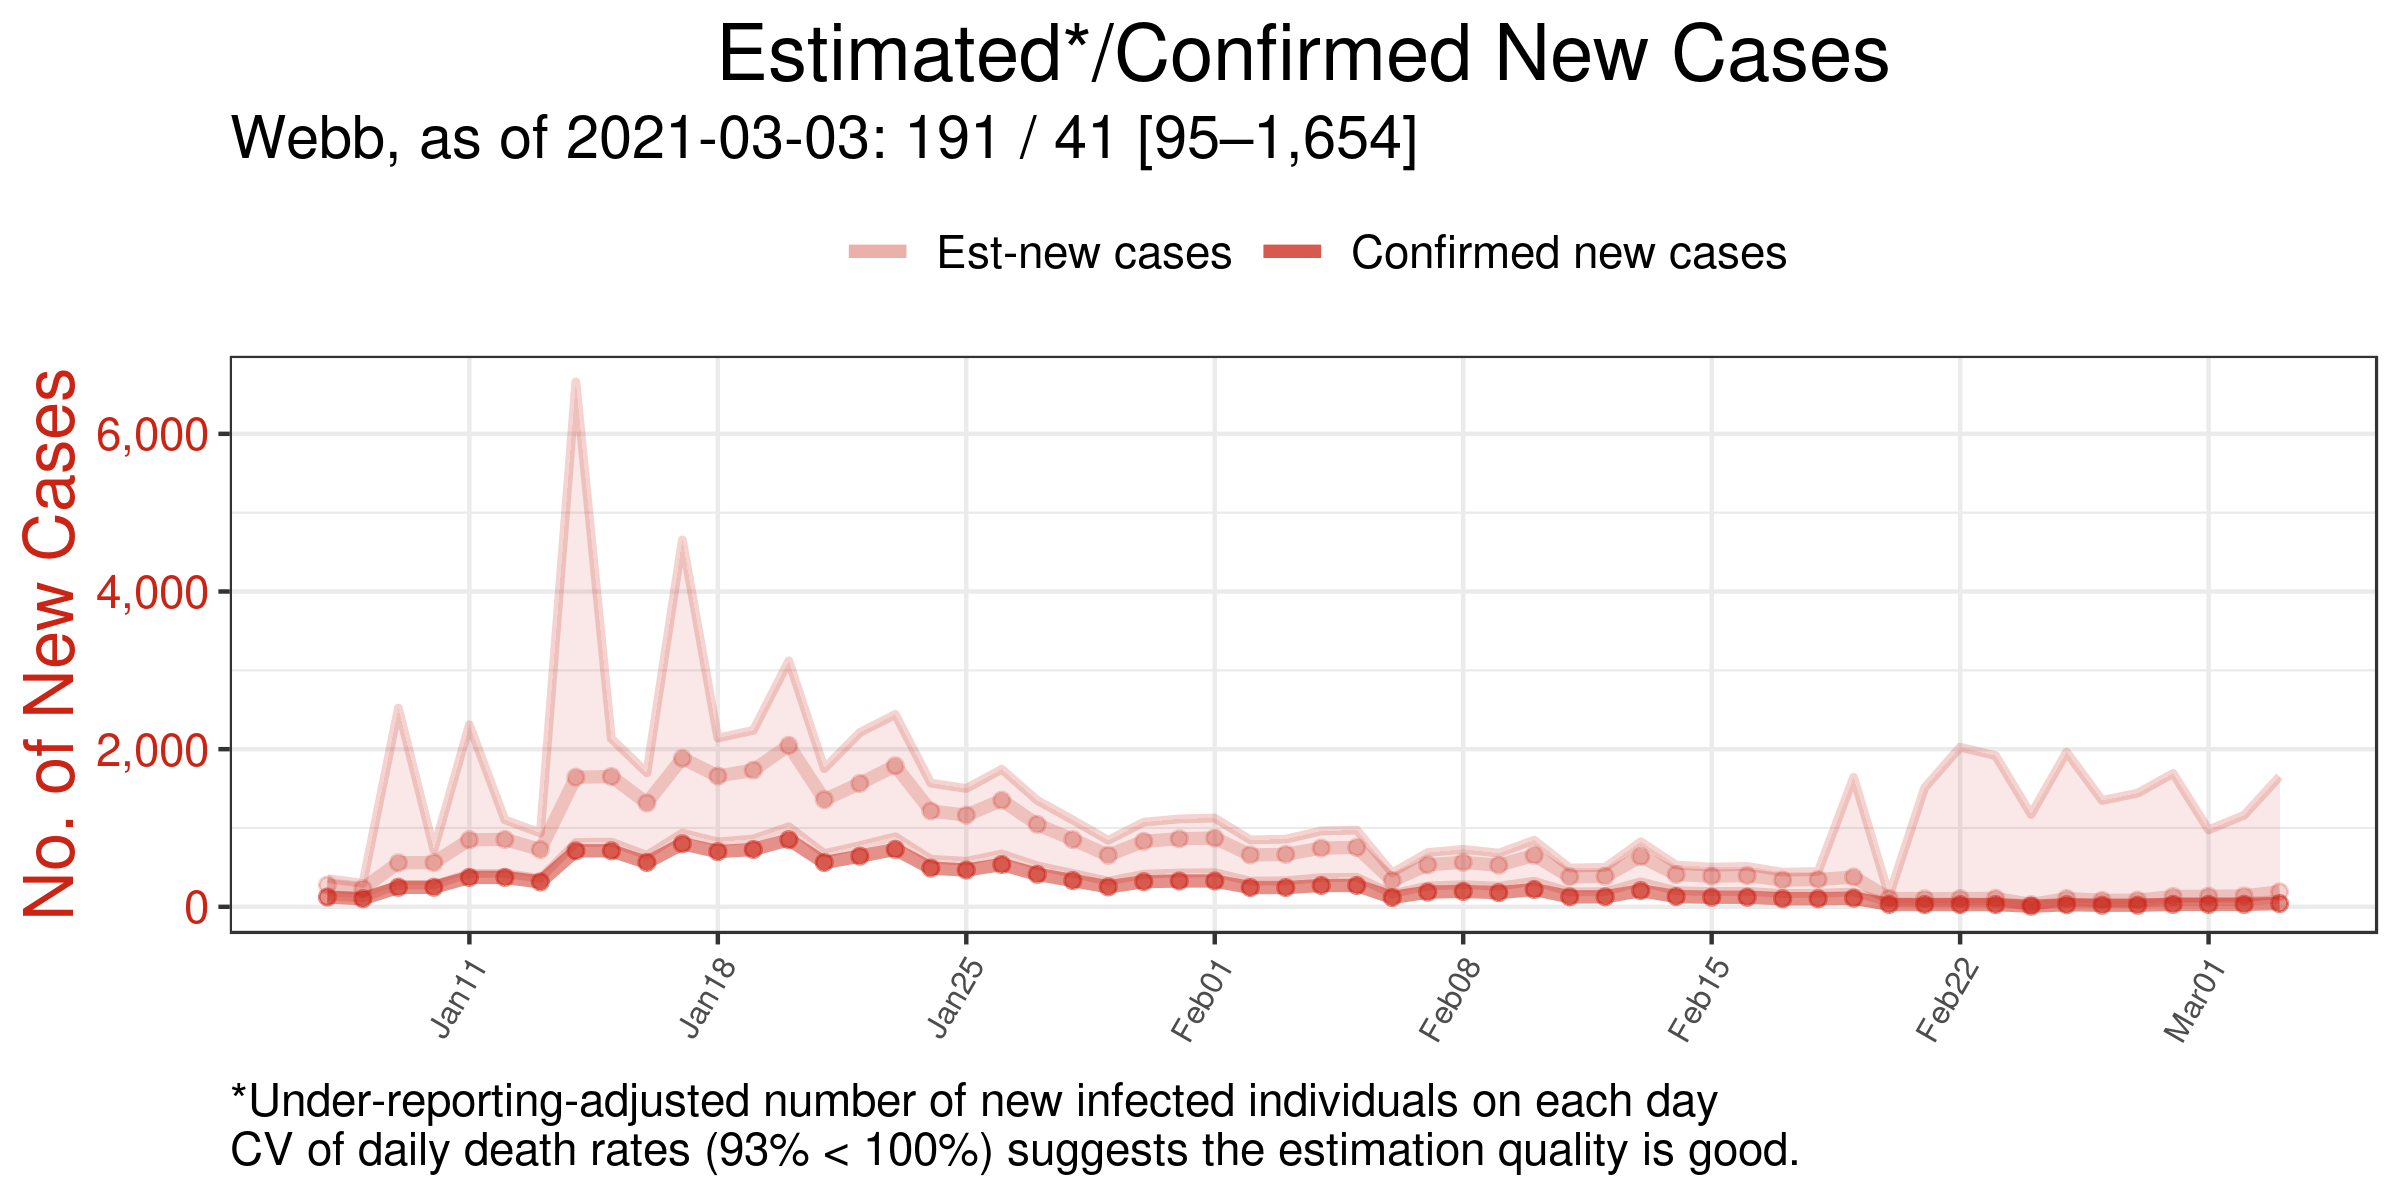 Estimated*/Confirmed New Cases
Webb, as of 2021-03-03: 191 / 41 [95–1,654]
Est-new cases
Confirmed new cases
No. of New Cases
6,000
4,000
2,000
0
Jan11
Jan18
Jan25
Feb01
Feb08
Feb15
Feb22
Mar01
*Under-reporting-adjusted number of new infected individuals on each day
CV of daily death rates (93% < 100%) suggests the estimation quality is good.